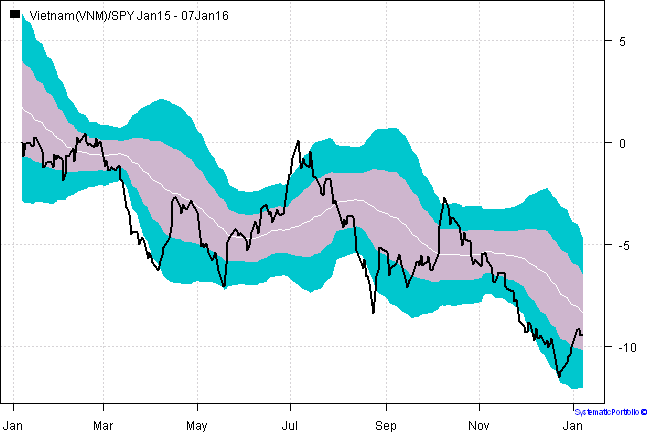 Vietnam(VNM)/SPY Jan15 - 07Jan16
5
0
-5
-10
Jan Mar May Jul Sep Nov Jan
SystematicPortfolio ©